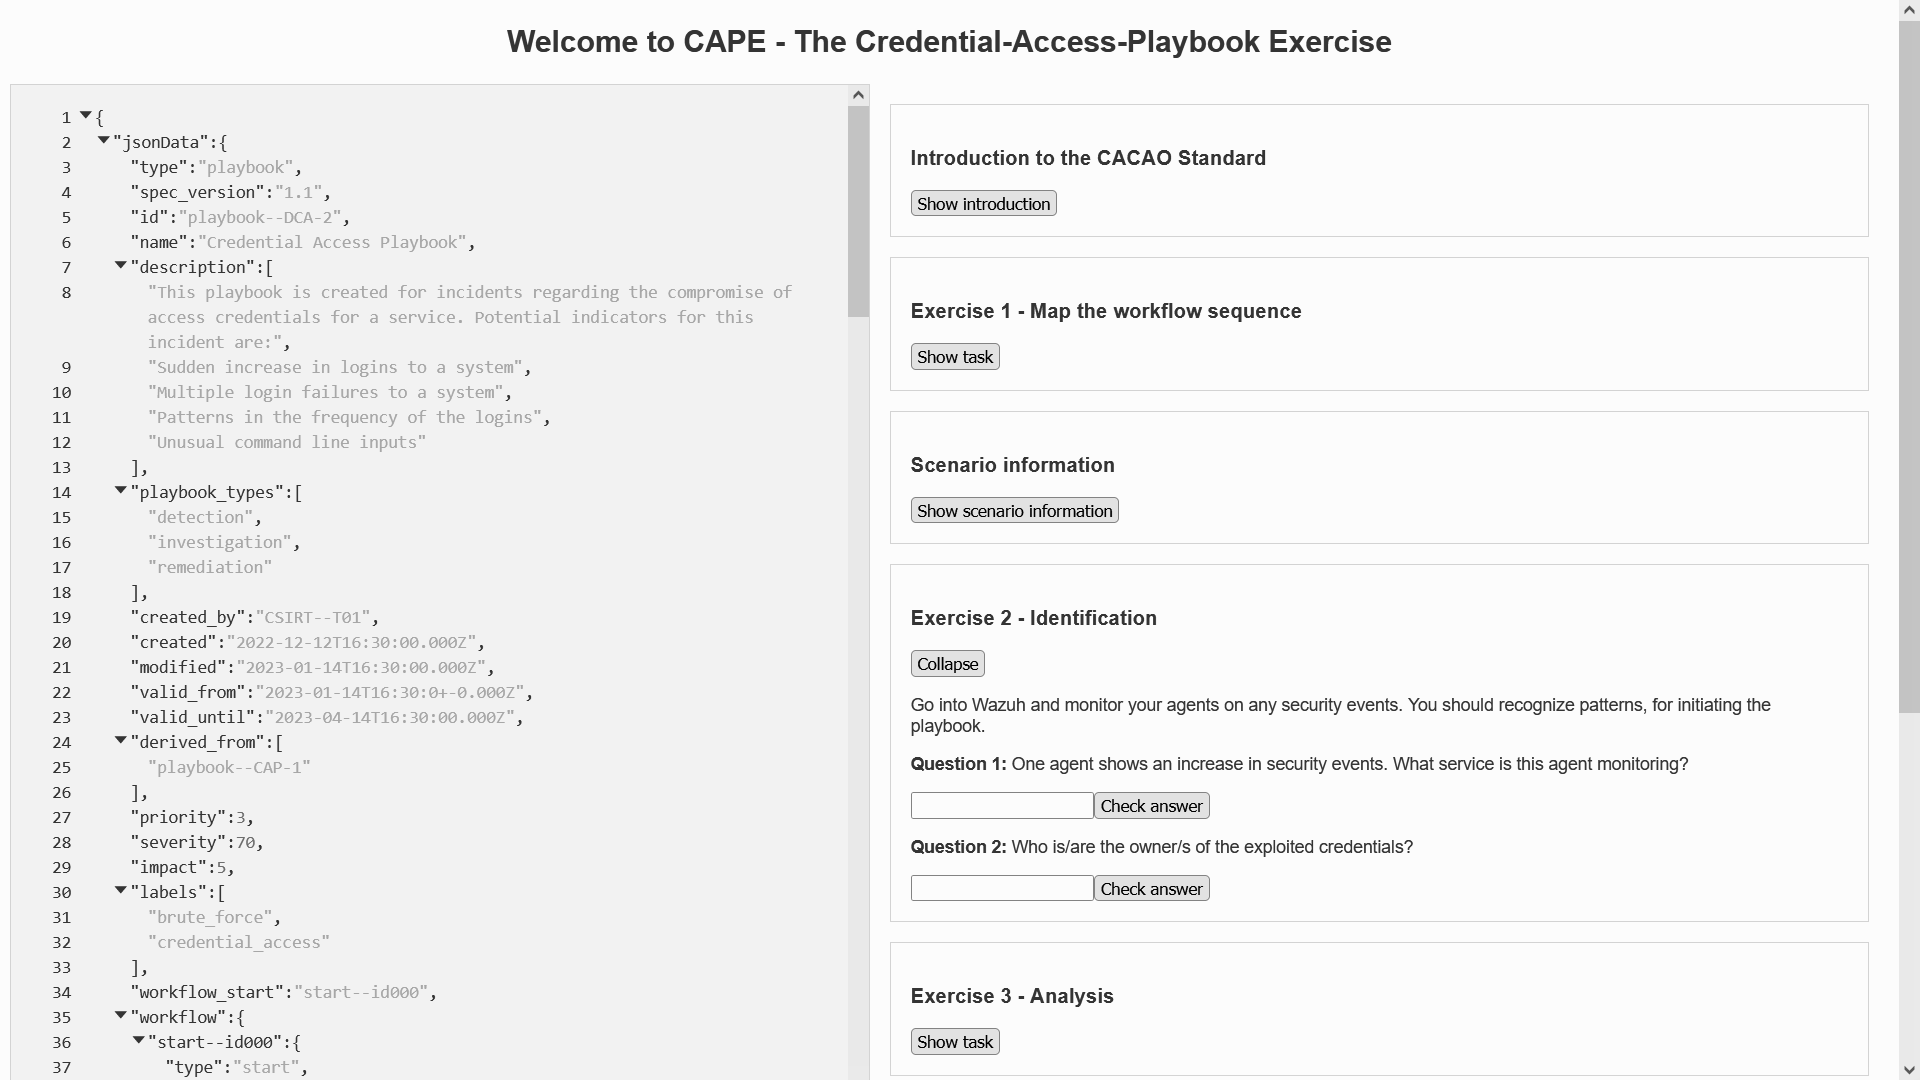 Welcome to CAPE - The Credential-Access-Playbook Exercise
1 {
2 "jsonData":{
3 "type":"playbook",
4 "spec_version":"1.1",
5 "id":"playbook--DCA-2",
6 "name":"Credential Access Playbook",
7 "description":[
8 "This playbook is created for incidents regarding the compromise of
access credentials for a service. Potential indicators for this
incident are:",
9 "Sudden increase in logins to a system",
10 "Multiple login failures to a system",
11 "Patterns in the frequency of the logins",
12 "Unusual command line inputs"
13 ],
14 "playbook_types":[
15 "detection",
16 "investigation",
17 "remediation"
18 ],
19 "created_by":"CSIRT--T01",
20 "created":"2022-12-12T16:30:00.000Z",
21 "modified":"2023-01-14T16:30:00.000Z",
22 "valid_from":"2023-01-14T16:30:0+-0.000Z",
23 "valid_until":"2023-04-14T16:30:00.000Z",
24 "derived_from":[
25 "playbook--CAP-1"
26 ],
27 "priority":3,
28 "severity":70,
29 "impact":5,
30 "labels":[
31 "brute_force",
32 "credential_access"
33 ],
34 "workflow_start":"start--id000",
35 "workflow":{
36 "start--id000":{
37 "type":"start",
Introduction to the CACAO Standard
Show introduction
Exercise 1 - Map the workflow sequence
Show task
Scenario information
Show scenario information
Exercise 2 - Identification
Collapse
Go into Wazuh and monitor your agents on any security events. You should recognize patterns, for initiating the
playbook.
Question 1: One agent shows an increase in security events. What service is this agent monitoring?
Check answer
Question 2: Who is/are the owner/s of the exploited credentials?
Check answer
Exercise 3 - Analysis
Show task